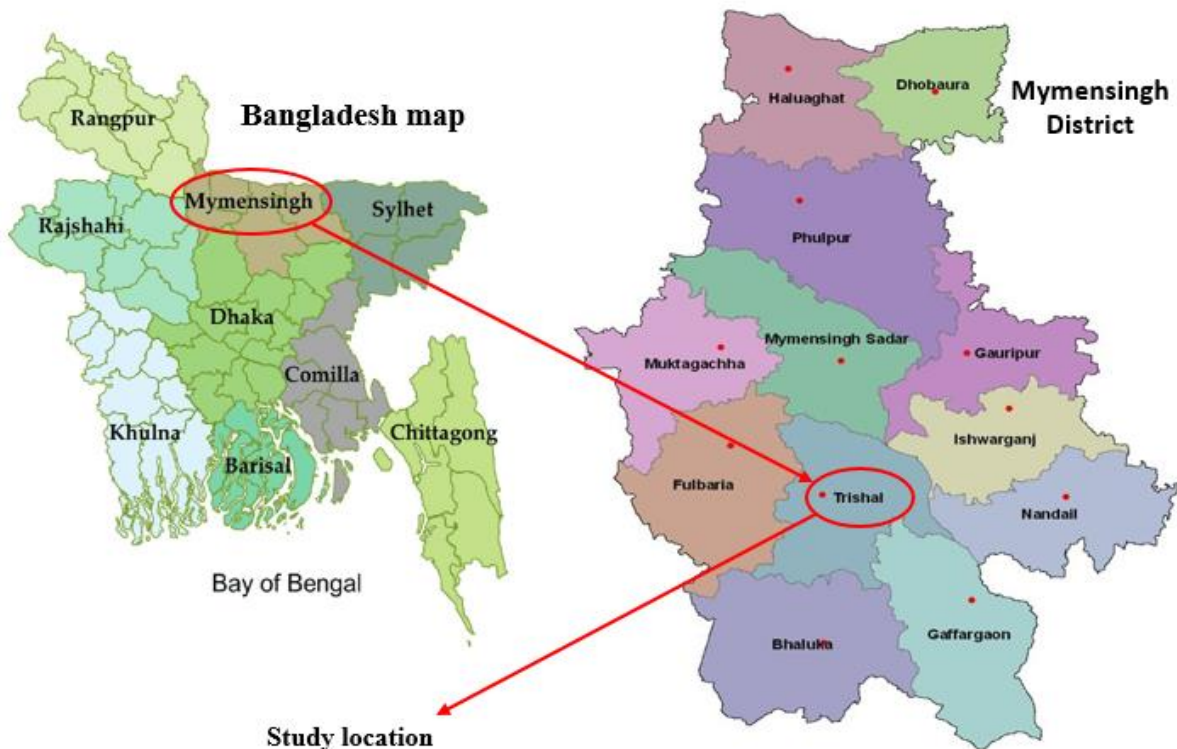 Bangladesh map
Rangpur
Mymensingh
Sylhet
Rajshahi
Dhaka
Comilla
Khulna
Barisal
Chittagong
Bay of Bengal
Study location
Mymensingh
District
Haluaghat
Dhobaura
Phulpur
Mymensingh Sadar
Muktagachha
Gauripur
Ishwarganj
Fulbaria
Trishal
Nandail
Bhaluka
Gaffargaon